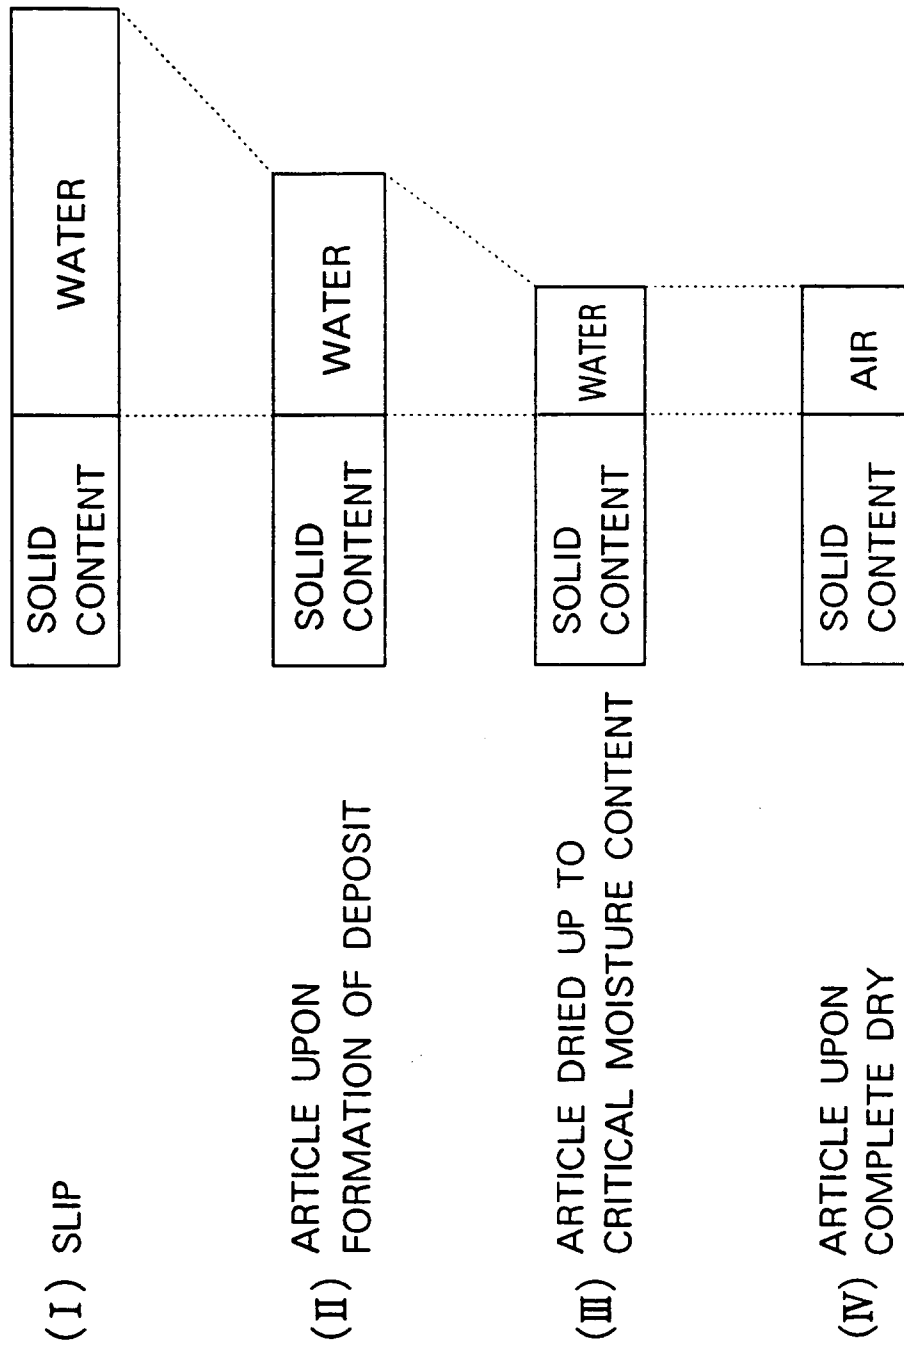 (I) SLIP
SOLID
CONTENT
WATER
(II) ARTICLE UPON
FORMATION OF DEPOSIT
SOLID
CONTENT
WATER
(III) ARTICLE DRIED UP TO
CRITICAL MOISTURE CONTENT
SOLID
CONTENT
WATER
(IV) ARTICLE UPON
COMPLETE DRY
SOLID
CONTENT
AIR